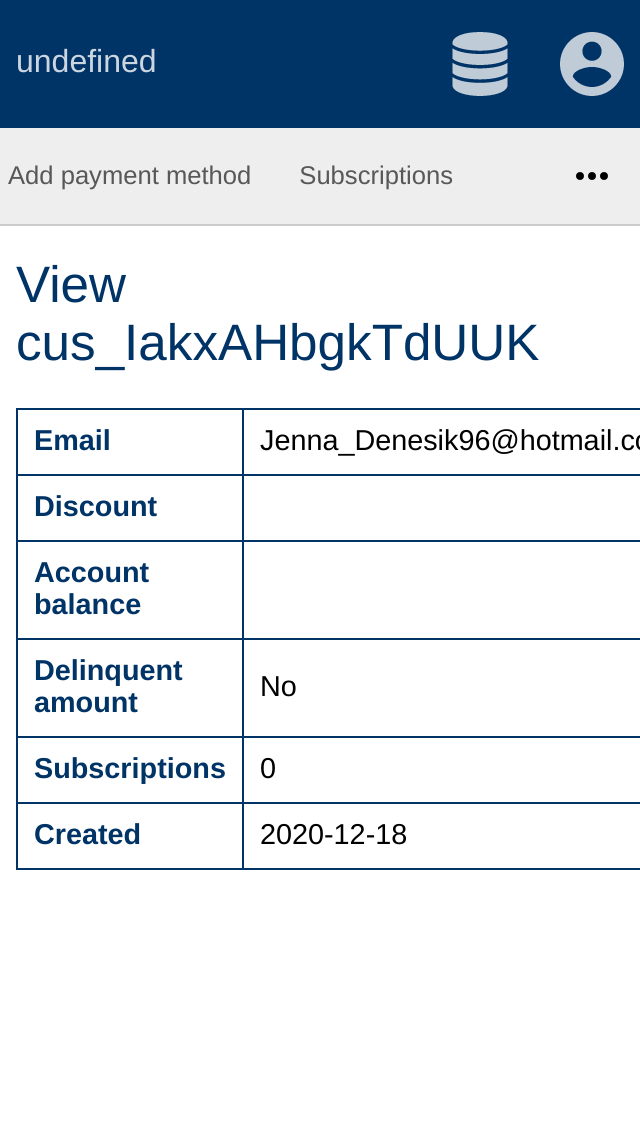 undefined
Add payment method Subscriptions
View
cus_IakxAHbgkTdUUK
Email Jenna_Denesik96@hotmail.co
Discount
Account
balance
Delinquent
amount
No
Subscriptions 0
Created 2020-12-18